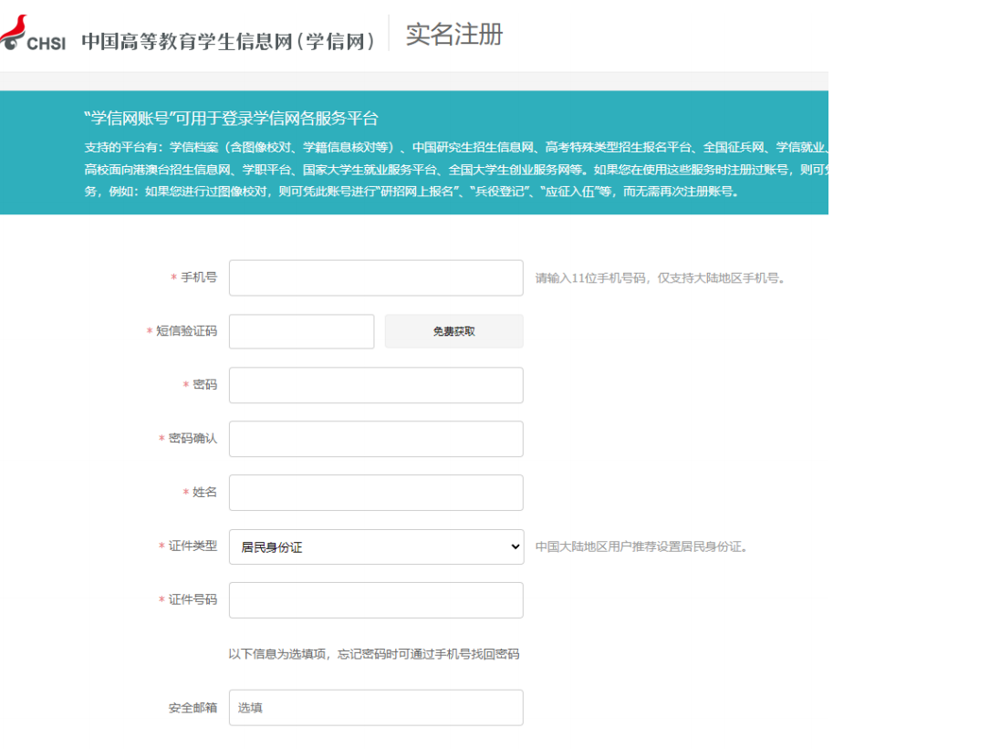 CHSI 中国高等教育学生信息网(学信网) 实名注册
“学信网账号”可用于登录学信网各服务平台
支持的平台有：学信档案（含图像校对、学籍信息核对等）、中国研究生招生信息网、高考特殊类型招生报名平台、全国征兵网、学信就业、
高校面向港澳台招生信息网、学职平台、国家大学生就业服务平台、全国大学生创业服务网等。如果您在使用这些服务时注册过账号，则可
务，例如：如果您进行过图像校对，则可凭此账号进行“研招网上报名”、“兵役登记”、“应征入伍”等，而无需再次注册账号。
* 手机号 请输入11位手机号码，仅支持大陆地区手机号。
* 短信验证码 免费获取
* 密码
* 密码确认
* 姓名
* 证件类型 居民身份证 中国大陆地区用户推荐设置居民身份证。
* 证件号码
以下信息为选填项，忘记密码时可通过手机号找回密码
安全邮箱 选填